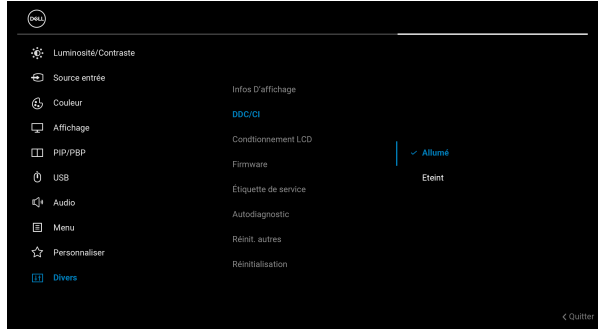 DELL
Luminosité/Contraste
Source entrée
Couleur
Affichage
PIP/PBP
USB
Audio
Menu
Personnaliser
Divers
Infos D'affichage
DDC/CI
Condtionnement LCD
Firmware
Étiquette de service
Autodiagnostic
Réinit. autres
Réinitialisation
Allumé
Eteint
Quitter